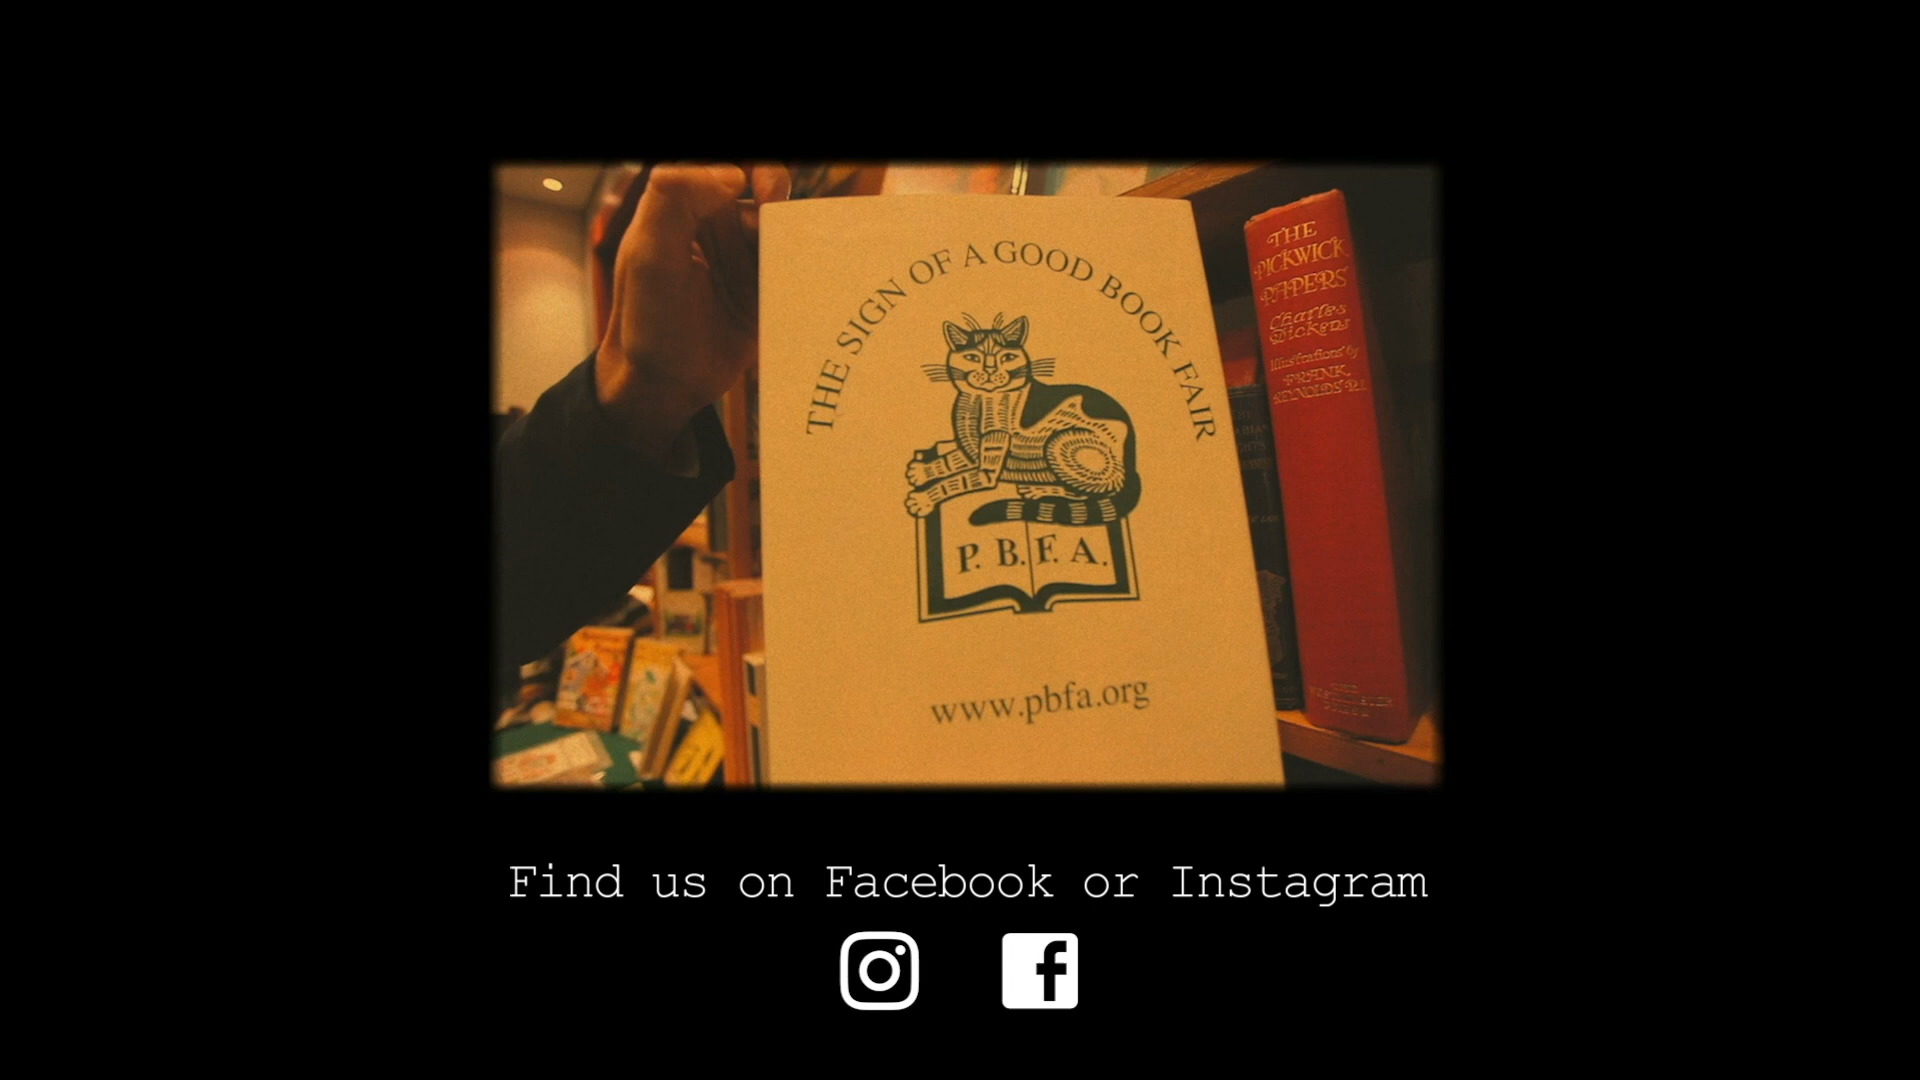 THE SIGN OF A GOOD BOOK FAIR
P. B. F. A.
www.pbfa.org
THE
PICKWICK
PAPERS
Charles
Dickens
Illustrations by
FRANK
REYNOLDS R.I.
Find us on Facebook or Instagram